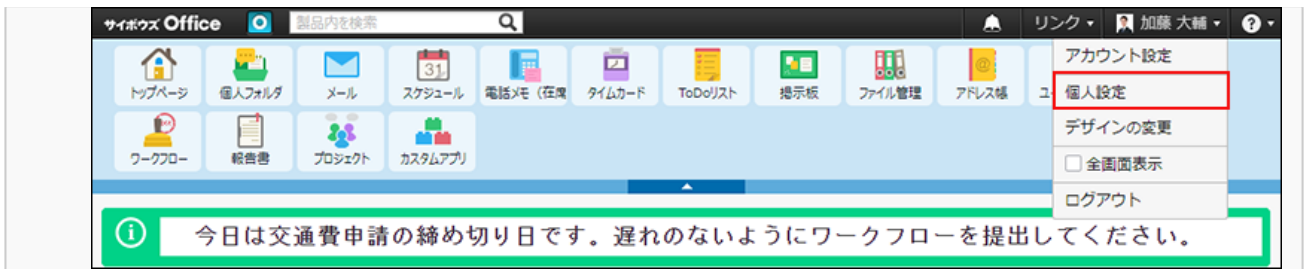 サイボウズ Office 製品内を検索 リンク 加藤 大輔 ?
アカウント設定
個人設定
デザインの変更
全画面表示
ログアウト
トップページ 個人フォルダ メール スケジュール 電話メモ（在席 タイムカード ToDoリスト 掲示板 ファイル管理 アドレス帳 ユ
31
ワークフロー 報告書 プロジェクト カスタムアプリ
今日は交通費申請の締め切り日です。遅れのないようにワークフローを提出してください。